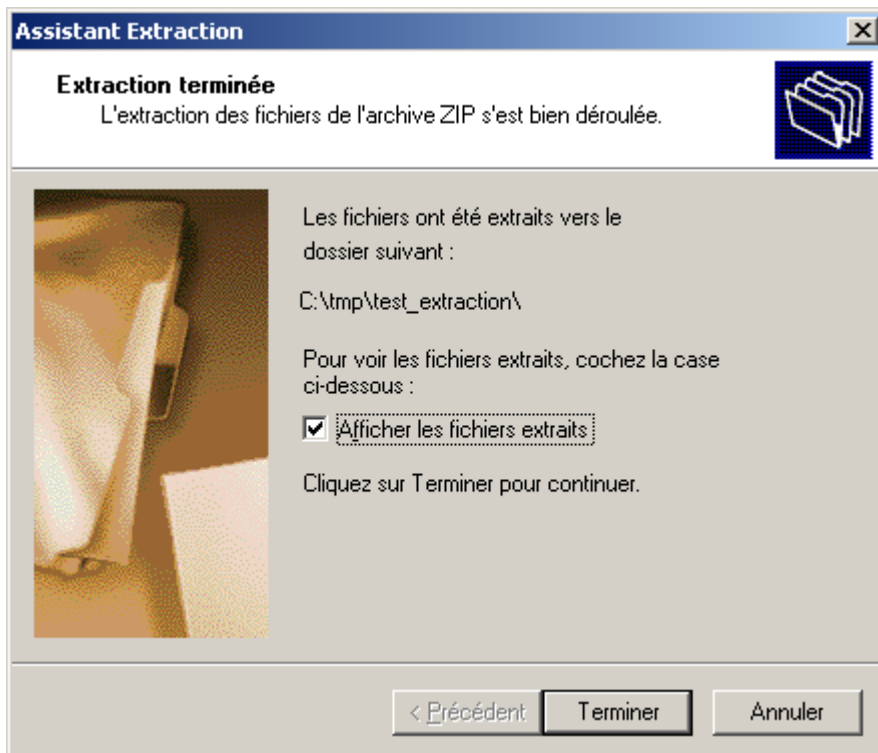 Assistant Extraction
Extraction terminée
L'extraction des fichiers de l'archive ZIP s'est bien déroulée.
Les fichiers ont été extraits vers le
dossier suivant :
C:\tmp\test_extraction\
Pour voir les fichiers extraits, cochez la case
ci-dessous :
Afficher les fichiers extraits
Cliquez sur Terminer pour continuer.
< Précédent Terminer Annuler